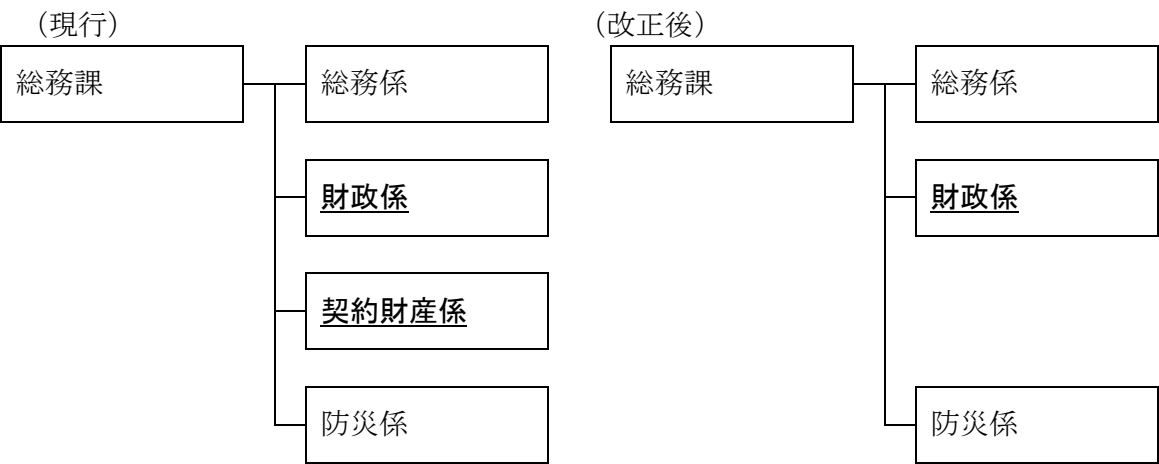 （現行）
総務課
総務係
財政係
契約財産係
防災係
（改正後）
総務課
総務係
財政係
防災係